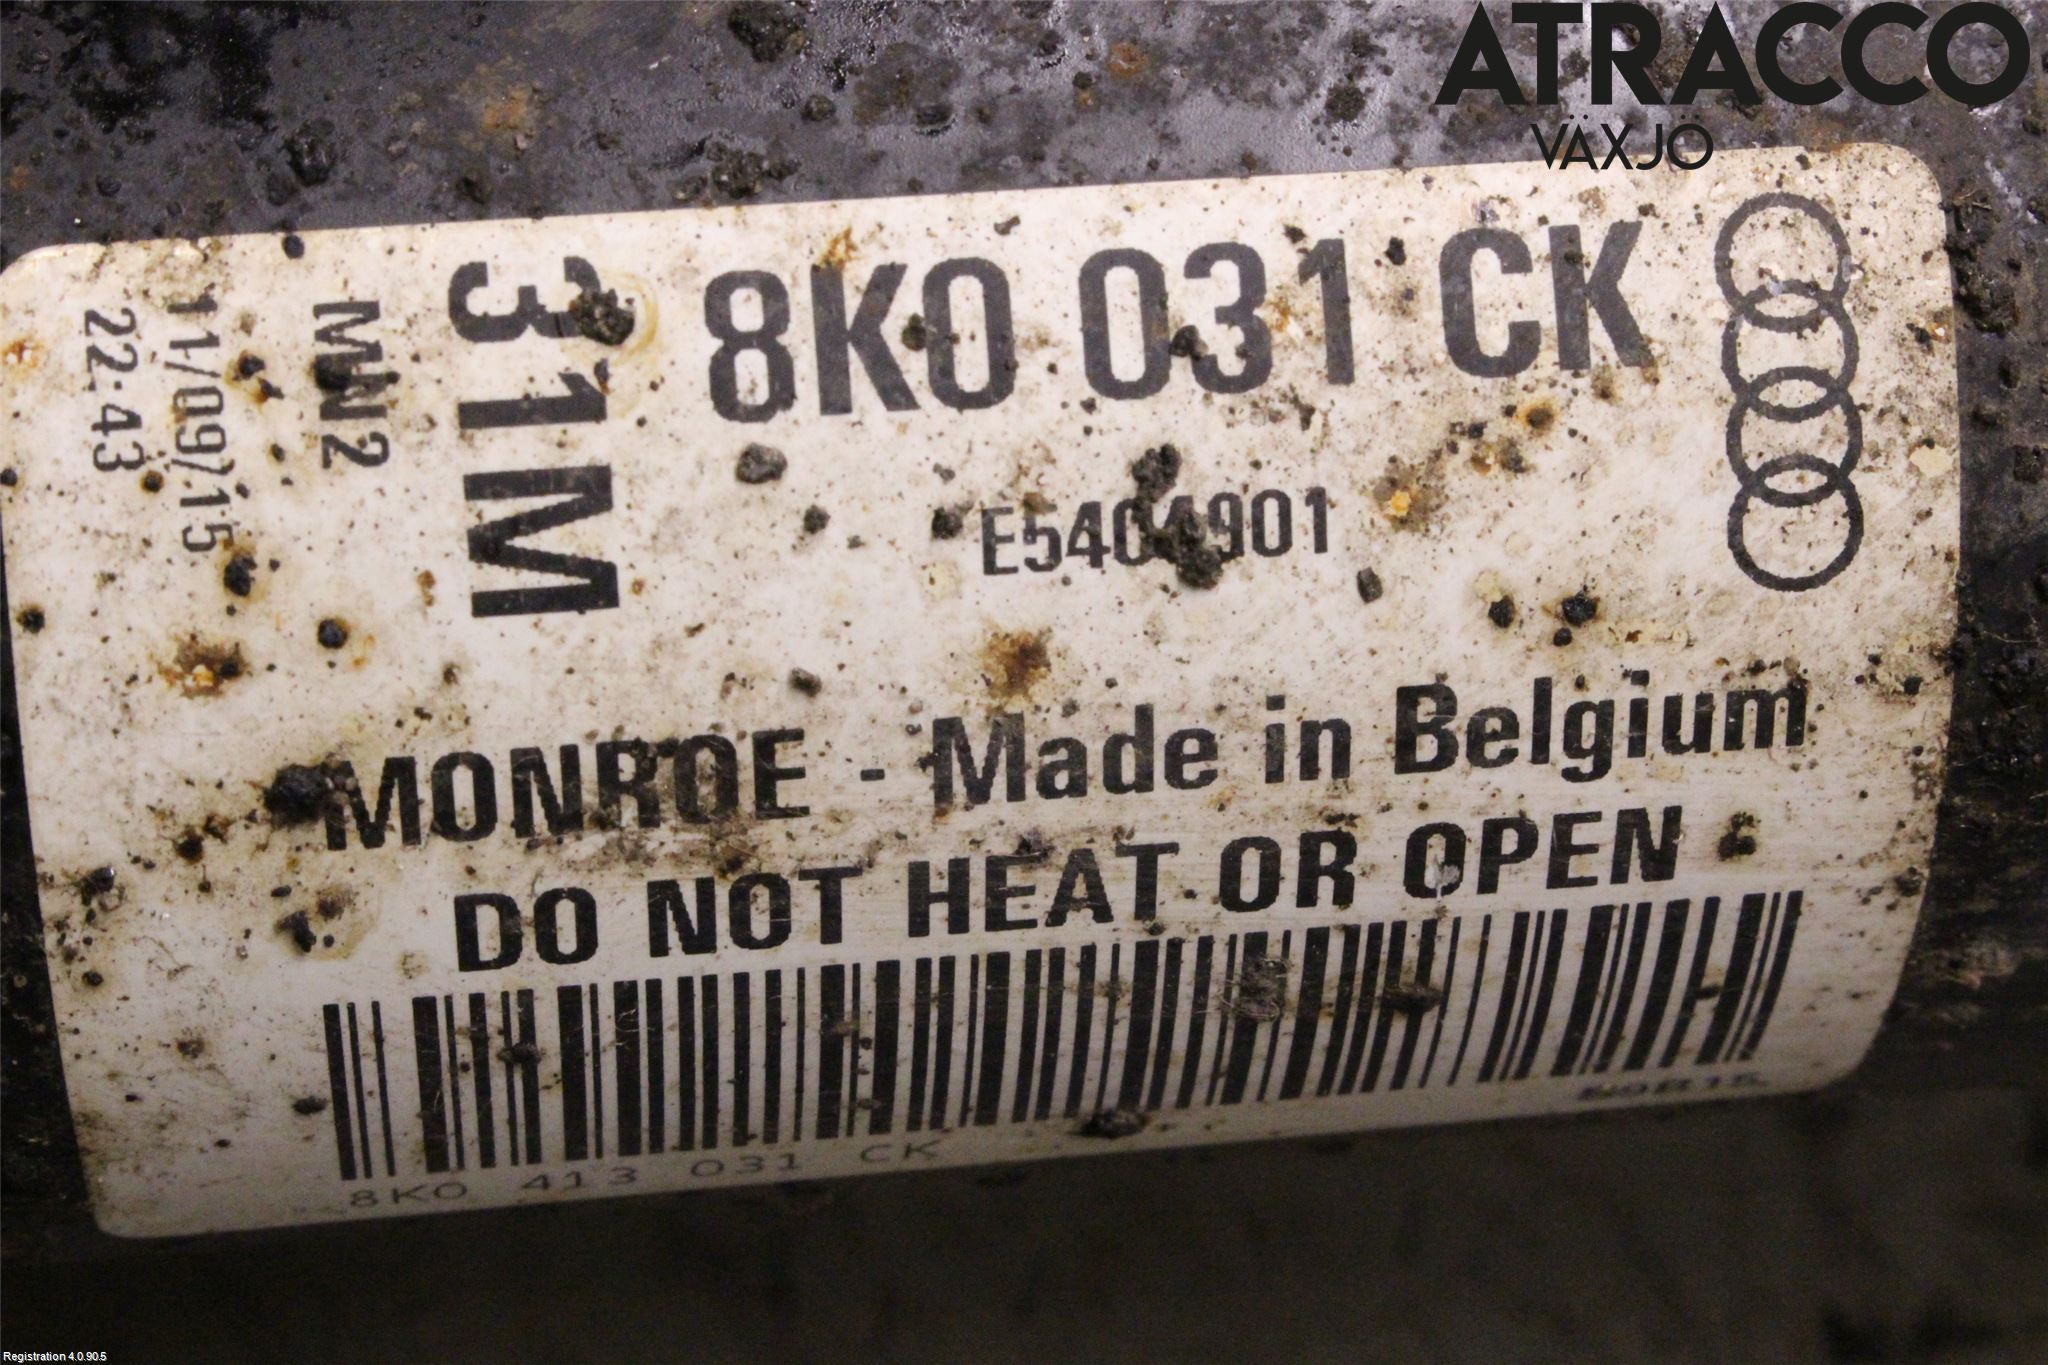 ATRACCO
VÄXJÖ
8K0 031 CK
31M
MW2
11/09/15
22:43
MONROE - Made in Belgium
DO NOT HEAT OR OPEN
8K0 413 031 CK
Registration 4.0.90.5